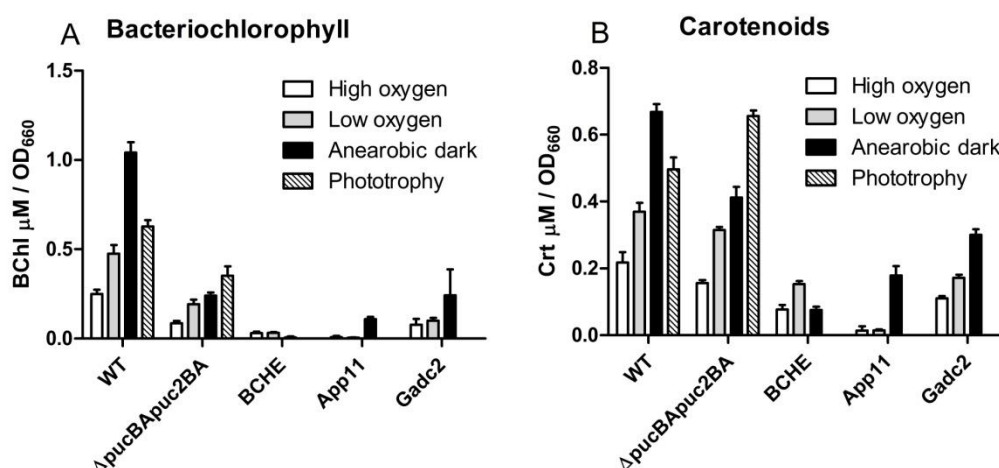 A Bacteriochlorophyll
BChl µM / OD660
1.5
1.0
0.5
0.0
High oxygen
Low oxygen
Anearobic dark
Phototrophy
WT
ΔpucBApuc2BA
BCHE
App11
Gadc2
B Carotenoids
Crt µM / OD660
0.8
0.6
0.4
0.2
0.0
High oxygen
Low oxygen
Anearobic dark
Phototrophy
WT
ΔpucBApuc2BA
BCHE
App11
Gadc2